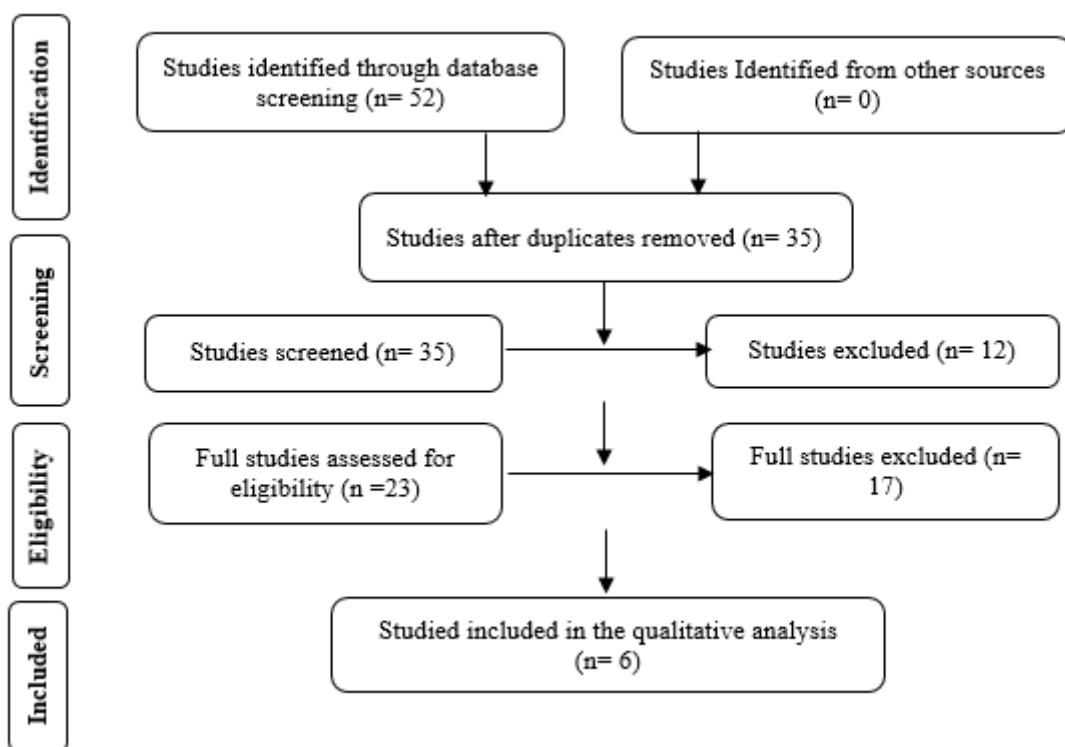 Identification
Studies identified through database
screening (n= 52)
Studies Identified from other sources
(n= 0)
Studies after duplicates removed (n= 35)
Screening
Studies screened (n= 35)
Studies excluded (n= 12)
Eligibility
Full studies assessed for
eligibility (n =23)
Full studies excluded (n=
17)
Included
Studied included in the qualitative analysis
(n= 6)